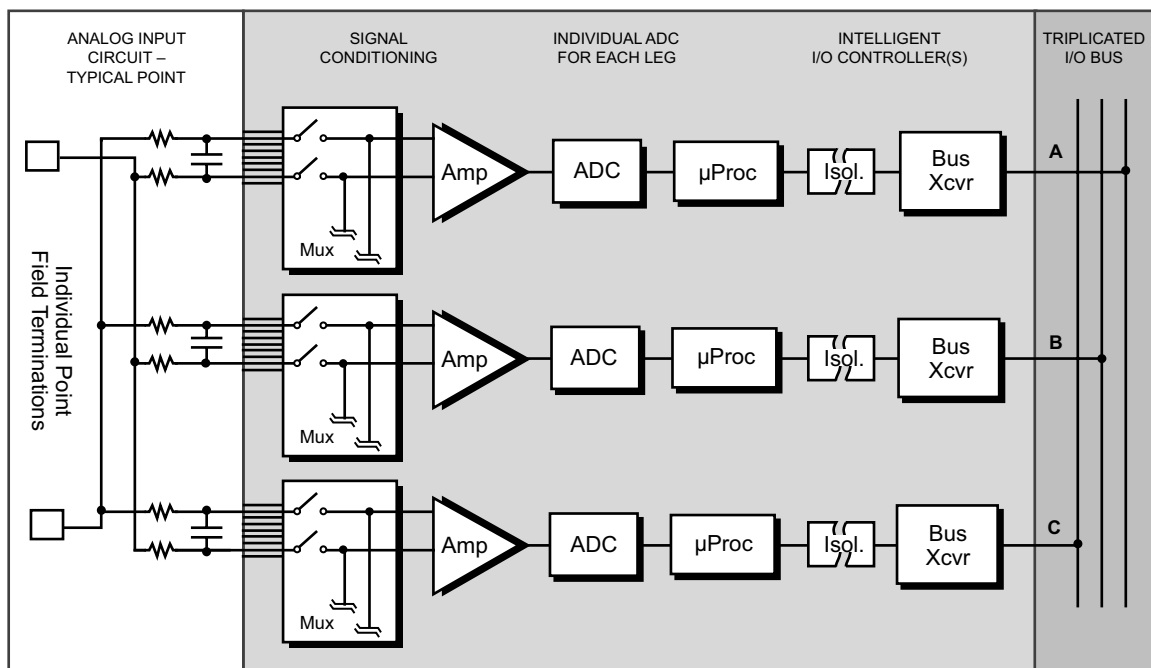 ANALOG INPUT
CIRCUIT –
TYPICAL POINT
SIGNAL
CONDITIONING
INDIVIDUAL ADC
FOR EACH LEG
INTELLIGENT
I/O CONTROLLER(S)
TRIPLICATED
I/O BUS
Individual Point
Field Terminations
Mux
Amp
ADC
µProc
Isol.
Bus
Xcvr
A
Mux
Amp
ADC
µProc
Isol.
Bus
Xcvr
B
Mux
Amp
ADC
µProc
Isol.
Bus
Xcvr
C